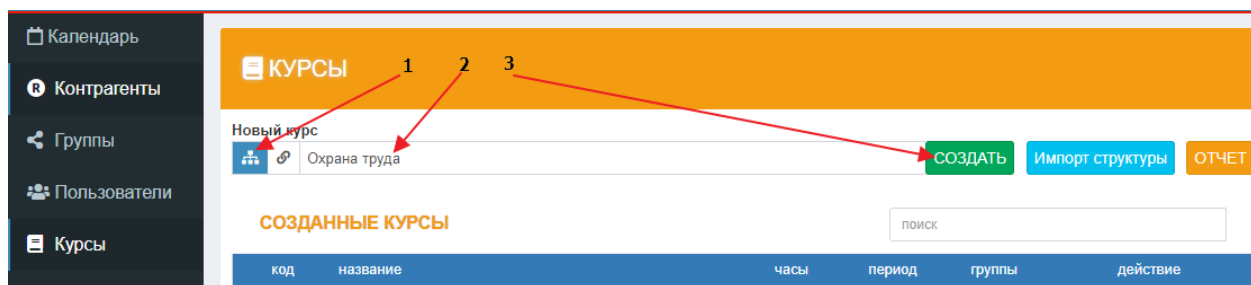 Календарь
КУРСЫ
1 2 3
R Контрагенты
Новый курс
Группы
Охрана труда СОЗДАТЬ Импорт структуры ОТЧЕТ
Пользователи
СОЗДАННЫЕ КУРСЫ поиск
Курсы
код название часы период группы действие